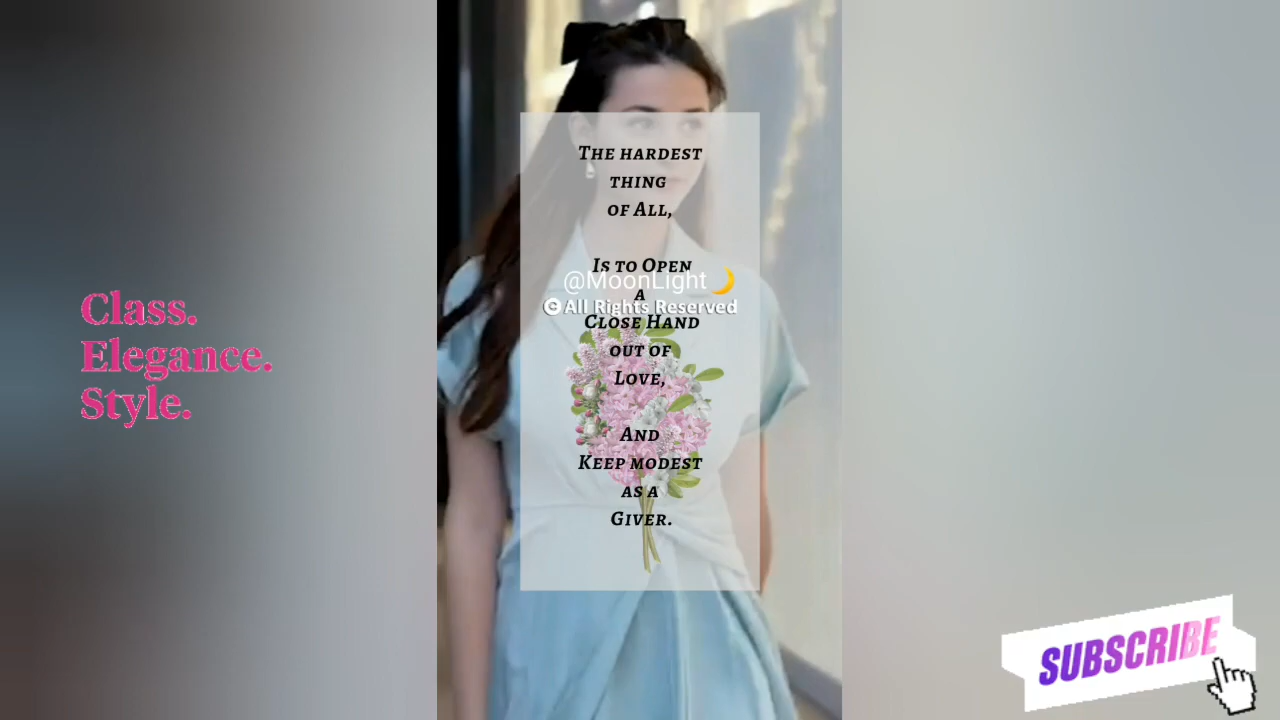 Class.
Elegance.
Style.
The hardest
thing
of All,
Is to Open
@MoonLight🌙
a
©All Rights Reserved
Close Hand
out of
Love,
And
Keep modest
as a
Giver.
SUBSCRIBE